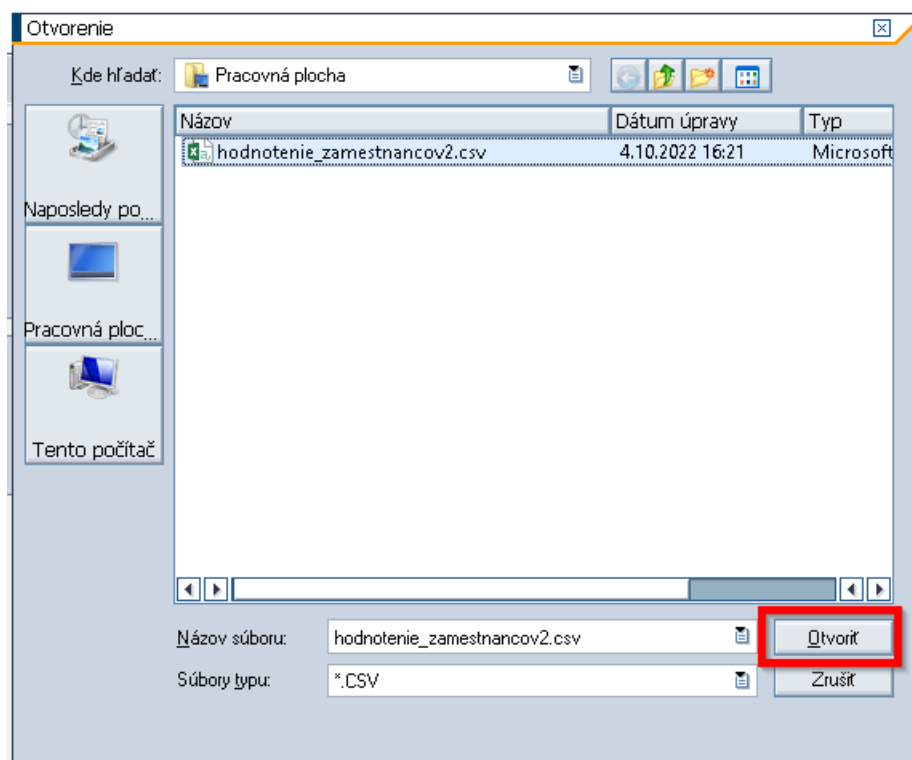 Otvorenie
Kde hľadať: Pracovná plocha
Názov Dátum úpravy Typ
hodnotenie_zamestnancov2.csv 4.10.2022 16:21 Microsoft
Naposledy po...
Pracovná ploc...
Tento počítač
Názov súboru: hodnotenie_zamestnancov2.csv Otvoriť
Súbory typu: *.CSV Zrušiť